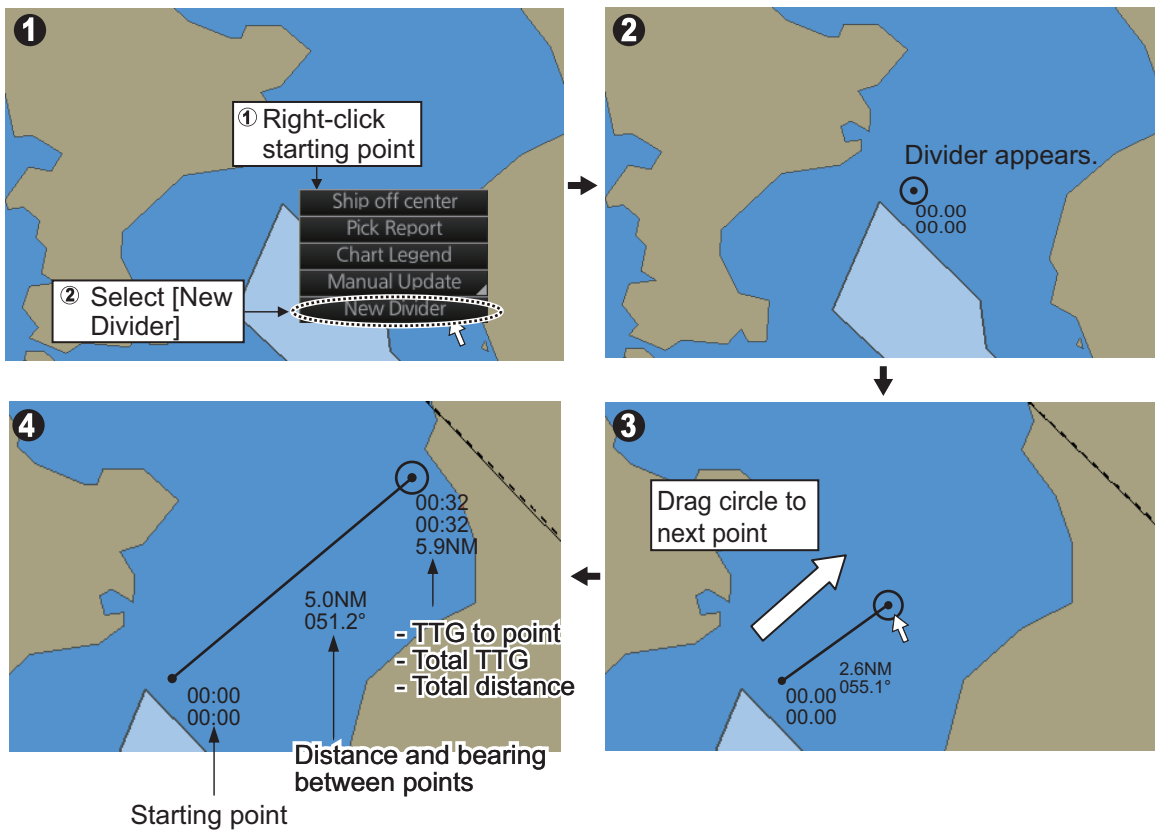 1
① Right-click
starting point
Ship off center
Pick Report
Chart Legend
Manual Update
New Divider
② Select [New
Divider]
2
Divider appears.
00.00
00.00
3
Drag circle to
next point
2.6NM
055.1°
00.00
00.00
4
00:32
00:32
5.9NM
5.0NM
051.2°
- TTG to point
- Total TTG
- Total distance
00:00
00:00
Distance and bearing
between points
Starting point